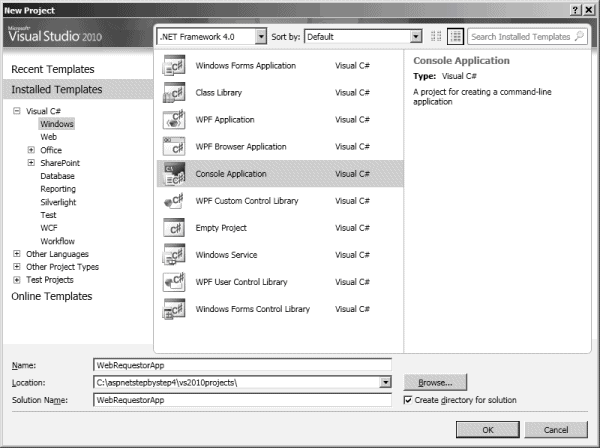 New Project
Microsoft
Visual Studio 2010
.NET Framework 4.0
Sort by:
Default
Search Installed Templates
Recent Templates
Installed Templates
Visual C#
Windows
Web
Office
SharePoint
Database
Reporting
Silverlight
Test
WCF
Workflow
Other Languages
Other Project Types
Test Projects
Online Templates
Windows Forms Application Visual C#
Class Library Visual C#
WPF Application Visual C#
WPF Browser Application Visual C#
Console Application Visual C#
WPF Custom Control Library Visual C#
Empty Project Visual C#
Windows Service Visual C#
WPF User Control Library Visual C#
Windows Forms Control Library Visual C#
Console Application
Type: Visual C#
A project for creating a command-line
application
Name: WebRequestorApp
Location: C:\aspnetstepbystep4\vs2010projects\
Browse...
Solution Name: WebRequestorApp
Create directory for solution
OK
Cancel